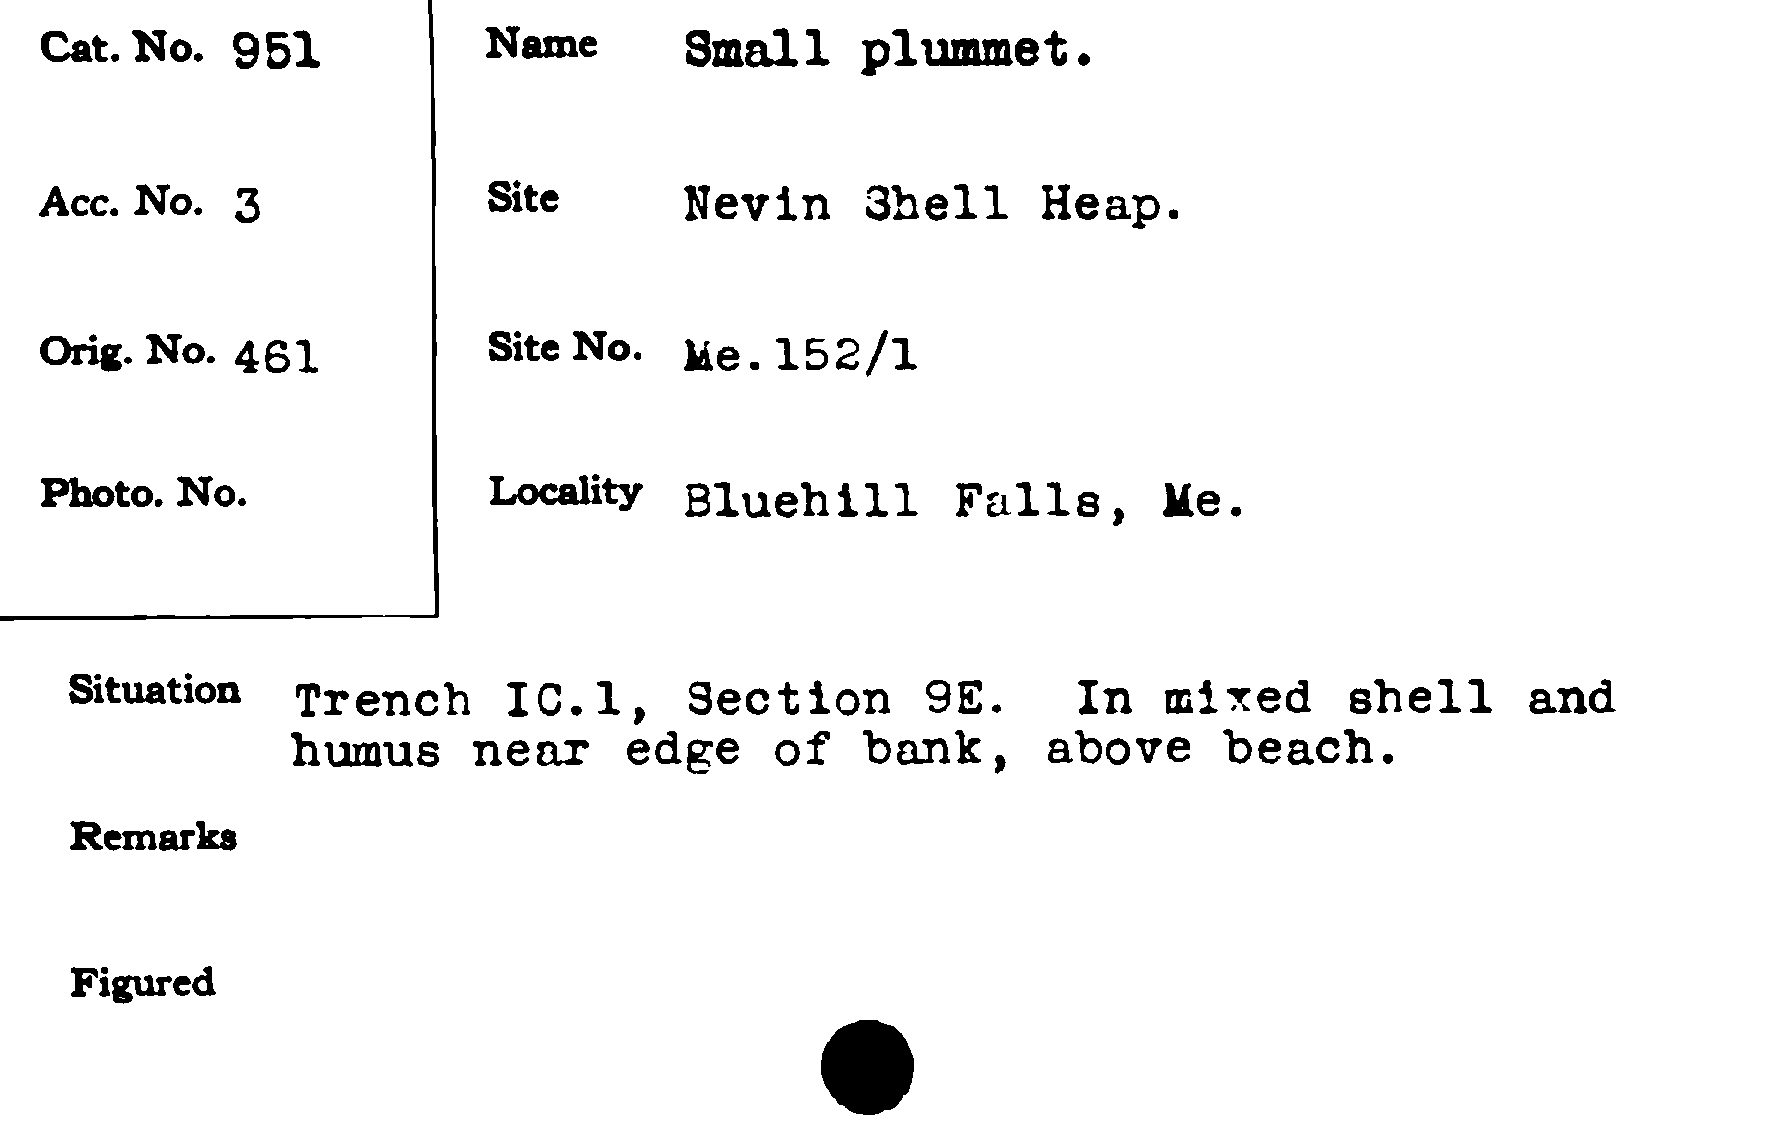 Cat. No. 951
Name Small plummet.
Acc. No. 3
Site Nevin Shell Heap.
Orig. No. 461
Site No. Me.152/1
Photo. No.
Locality Bluehill Falls, Me.
Situation Trench IC.1, Section 9E. In mixed shell and
humus near edge of bank, above beach.
Remarks
Figured